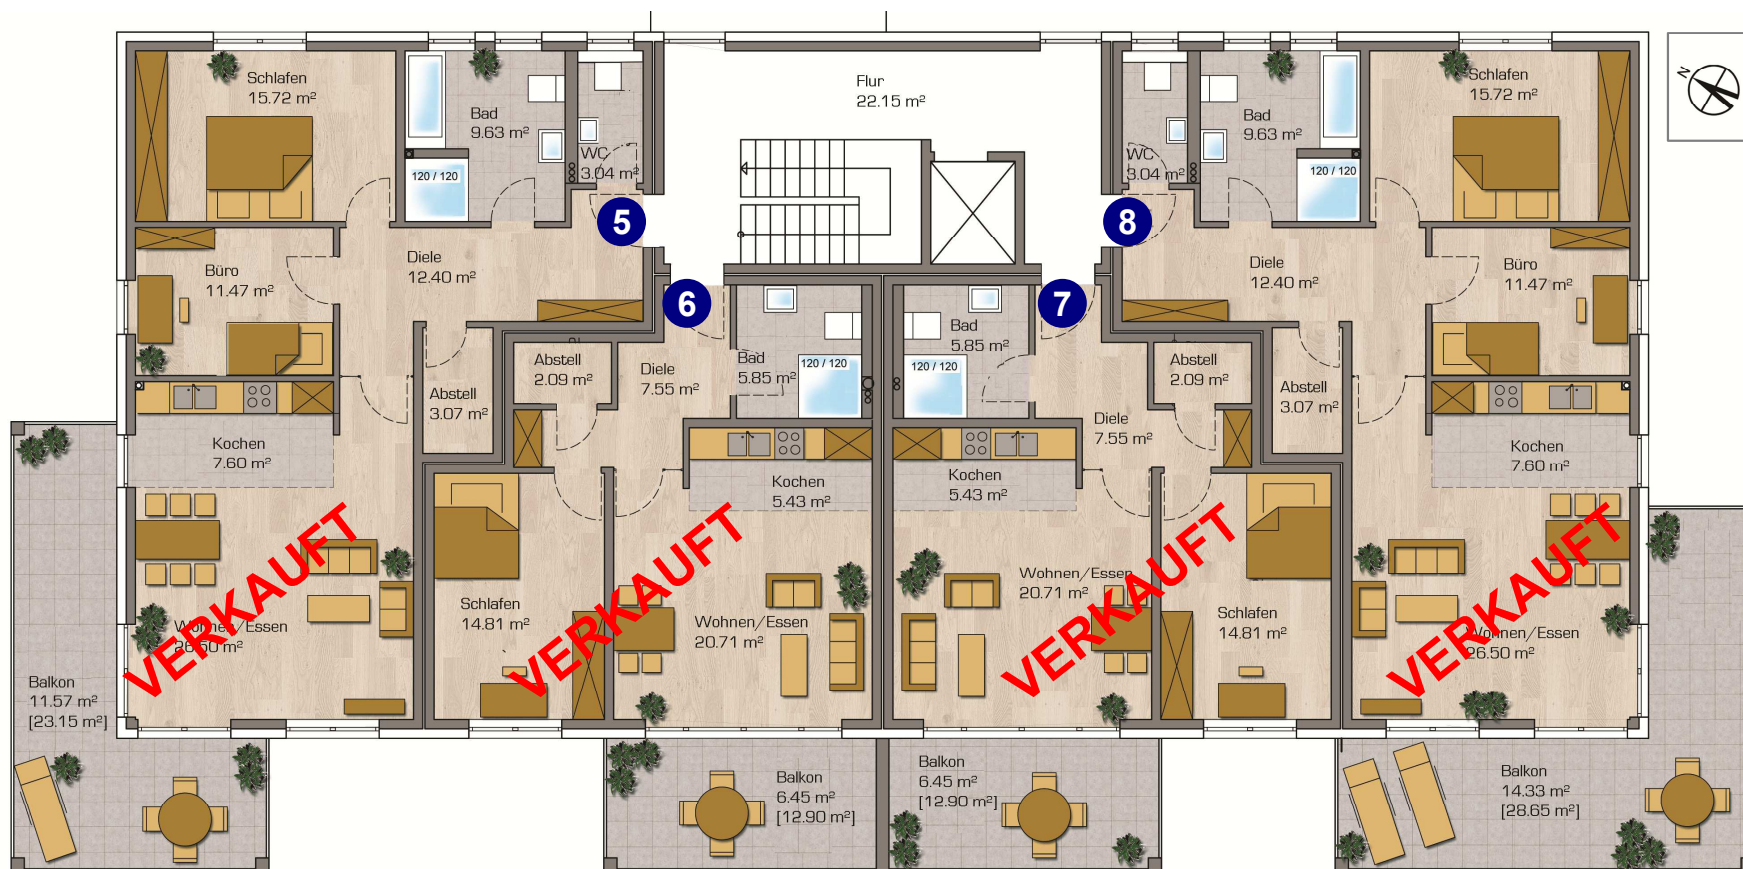 Schlafen
15.72 m²
Bad
9.63 m²
120 / 120
WC
3.04 m²
Flur
22.15 m²
WC
3.04 m²
Bad
9.63 m²
120 / 120
Schlafen
15.72 m²
N
5
8
Büro
11.47 m²
Diele
12.40 m²
6
7
Diele
12.40 m²
Büro
11.47 m²
Abstell
3.07 m²
Abstell
2.09 m²
Diele
7.55 m²
Bad
5.85 m²
120 / 120
Bad
5.85 m²
120 / 120
Diele
7.55 m²
Abstell
2.09 m²
Abstell
3.07 m²
Kochen
7.60 m²
Kochen
5.43 m²
Kochen
5.43 m²
Kochen
7.60 m²
VERKAUFT
VERKAUFT
VERKAUFT
VERKAUFT
Wohnen/Essen
26.50 m²
Schlafen
14.81 m²
Wohnen/Essen
20.71 m²
Wohnen/Essen
20.71 m²
Schlafen
14.81 m²
Wohnen/Essen
26.50 m²
Balkon
11.57 m²
[23.15 m²]
Balkon
6.45 m²
[12.90 m²]
Balkon
6.45 m²
[12.90 m²]
Balkon
14.33 m²
[28.65 m²]